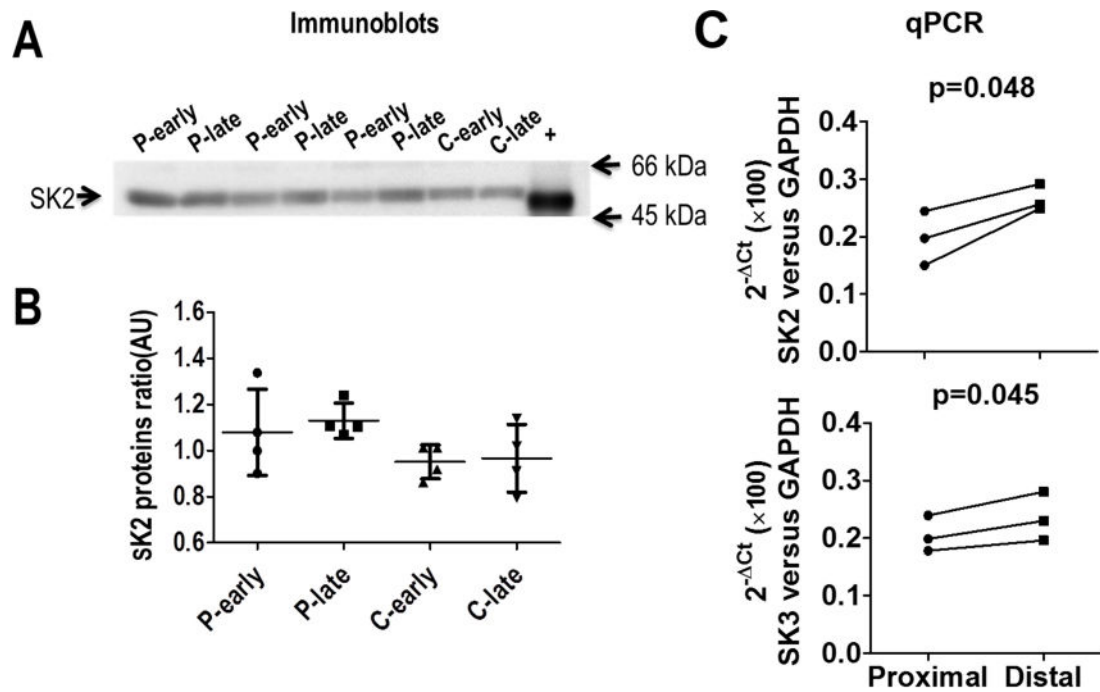 A
Immunoblots
P-early
P-late
P-early
P-late
P-early
P-late
C-early
C-late
+
SK2
66 kDa
45 kDa
B
SK2 proteins ratio(AU)
1.6
1.4
1.2
1.0
0.8
0.6
P-early
P-late
C-early
C-late
C
qPCR
p=0.048
2^-ΔCt (×100)
SK2 versus GAPDH
0.4
0.3
0.2
0.1
0.0
p=0.045
2^-ΔCt (×100)
SK3 versus GAPDH
0.4
0.3
0.2
0.1
0.0
Proximal Distal